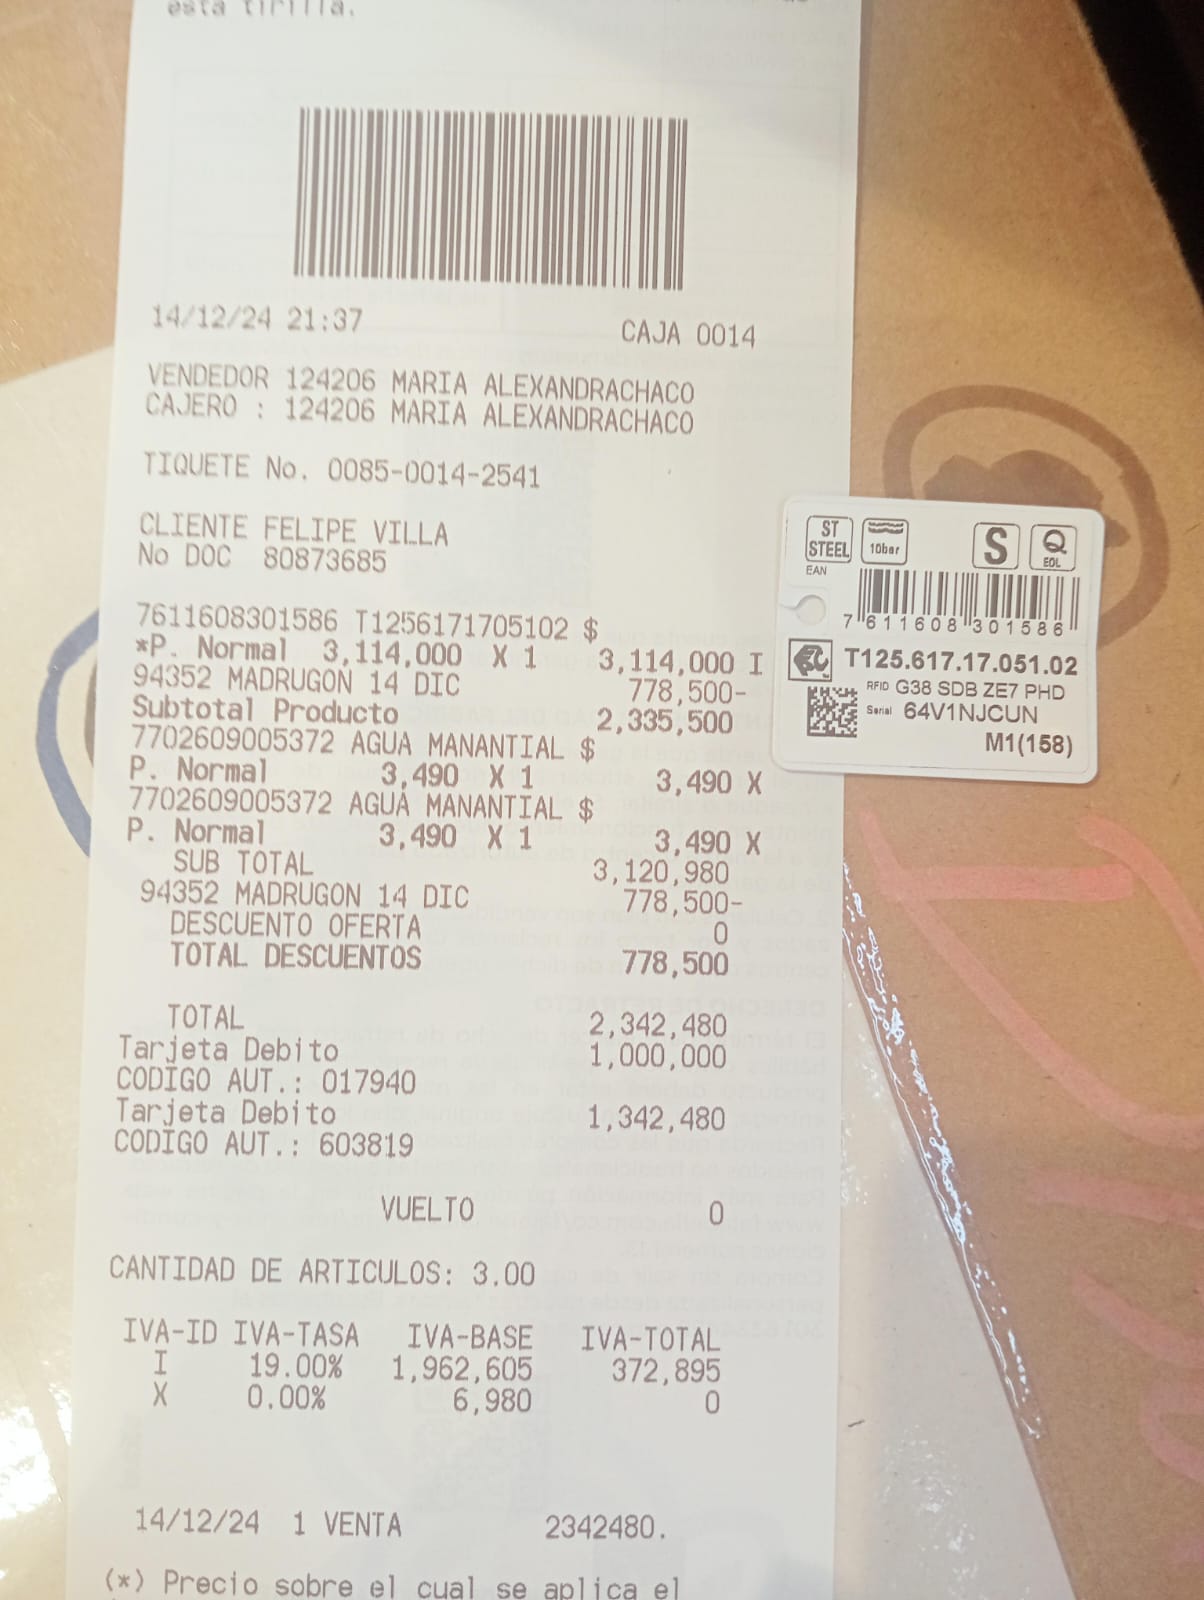 esta tirilla.
14/12/24 21:37 CAJA 0014
VENDEDOR 124206 MARIA ALEXANDRACHACO
CAJERO : 124206 MARIA ALEXANDRACHACO
TIQUETE No. 0085-0014-2541
CLIENTE FELIPE VILLA
No DOC 80873685
7611608301586 T1256171705102 $
*P. Normal 3,114,000 X 1 3,114,000 I
94352 MADRUGON 14 DIC 778,500-
Subtotal Producto 2,335,500
7702609005372 AGUA MANANTIAL $
P. Normal 3,490 X 1 3,490 X
7702609005372 AGUA MANANTIAL $
P. Normal 3,490 X 1 3,490 X
SUB TOTAL 3,120,980
94352 MADRUGON 14 DIC 778,500-
DESCUENTO OFERTA 0
TOTAL DESCUENTOS 778,500
TOTAL 2,342,480
Tarjeta Debito 1,000,000
CODIGO AUT.: 017940
Tarjeta Debito 1,342,480
CODIGO AUT.: 603819
VUELTO 0
CANTIDAD DE ARTICULOS: 3.00
IVA-ID IVA-TASA IVA-BASE IVA-TOTAL
I 19.00% 1,962,605 372,895
X 0.00% 6,980 0
14/12/24 1 VENTA 2342480.
(*) Precio sobre el cual se aplica el
ST STEEL
10bar
S
Q
EOL
EAN
7 611608 301586
T125.617.17.051.02
RFID G38 SDB ZE7 PHD
Serial 64V1NJCUN
M1(158)